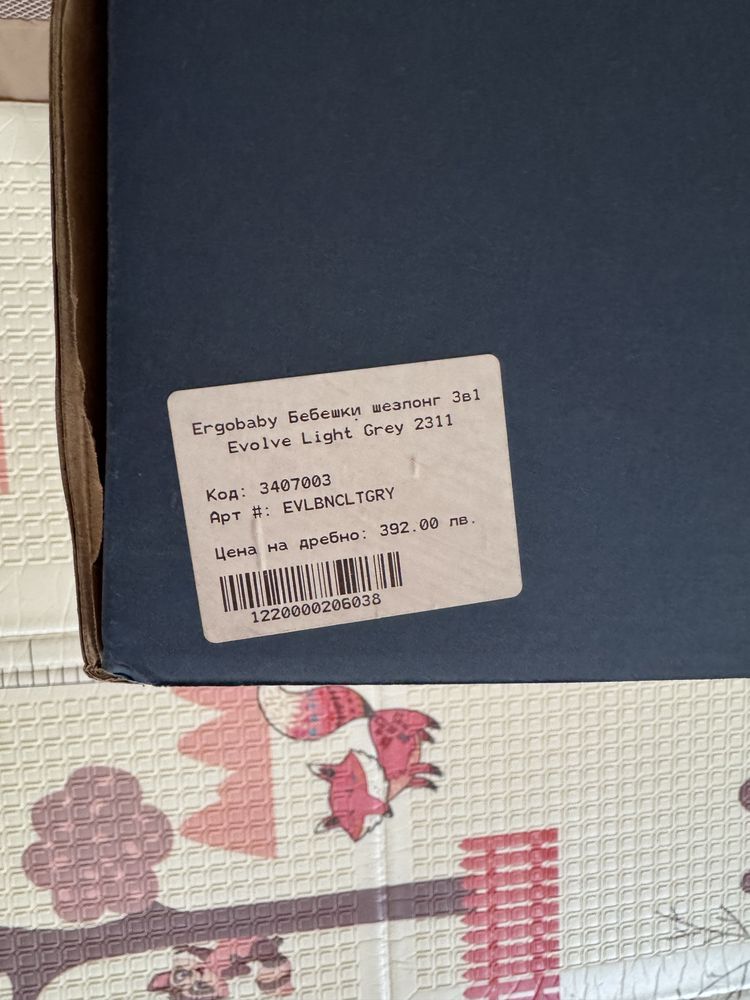 Ergobaby Бебешки шезлонг 3в1
Evolve Light Grey 2311
Код: 3407003
Арт #: EVLBNCLTGRY
Цена на дребно: 392.00 лв.
1220000206038